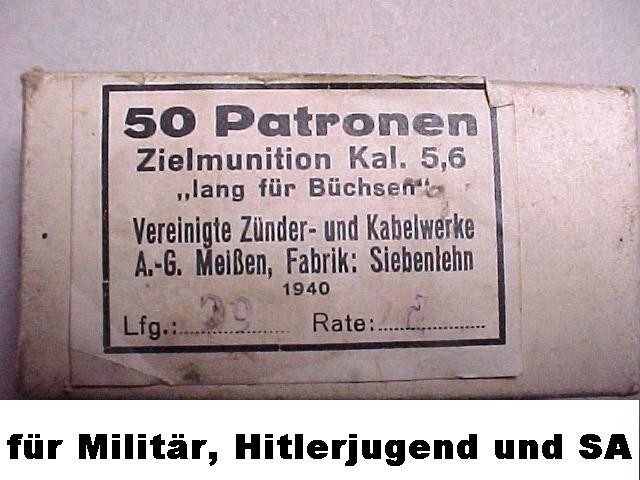 50 Patronen
Zielmunition Kal. 5,6
„lang für Büchsen“
Vereinigte Zünder- und Kabelwerke
A.-G. Meißen, Fabrik: Siebenlehn
1940
Lfg.: 29 Rate:
für Militär, Hitlerjugend und SA